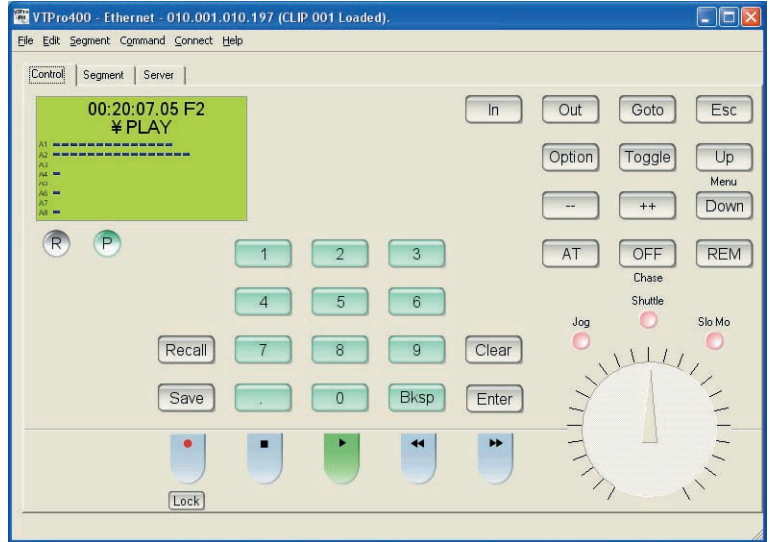 VTPro400 - Ethernet - 010.001.010.197 (CLIP 001 Loaded).
File Edit Segment Command Connect Help
Control Segment Server
00:20:07.05 F2
¥ PLAY
A1
A2
A3
A4
A5
A6
A7
A8
In Out Goto Esc
Option Toggle Up
Menu
-- ++ Down
R P
1 2 3 AT OFF REM
Chase
4 5 6
Shuttle
Jog Slo Mo
Recall 7 8 9 Clear
Save . 0 Bksp Enter
Lock